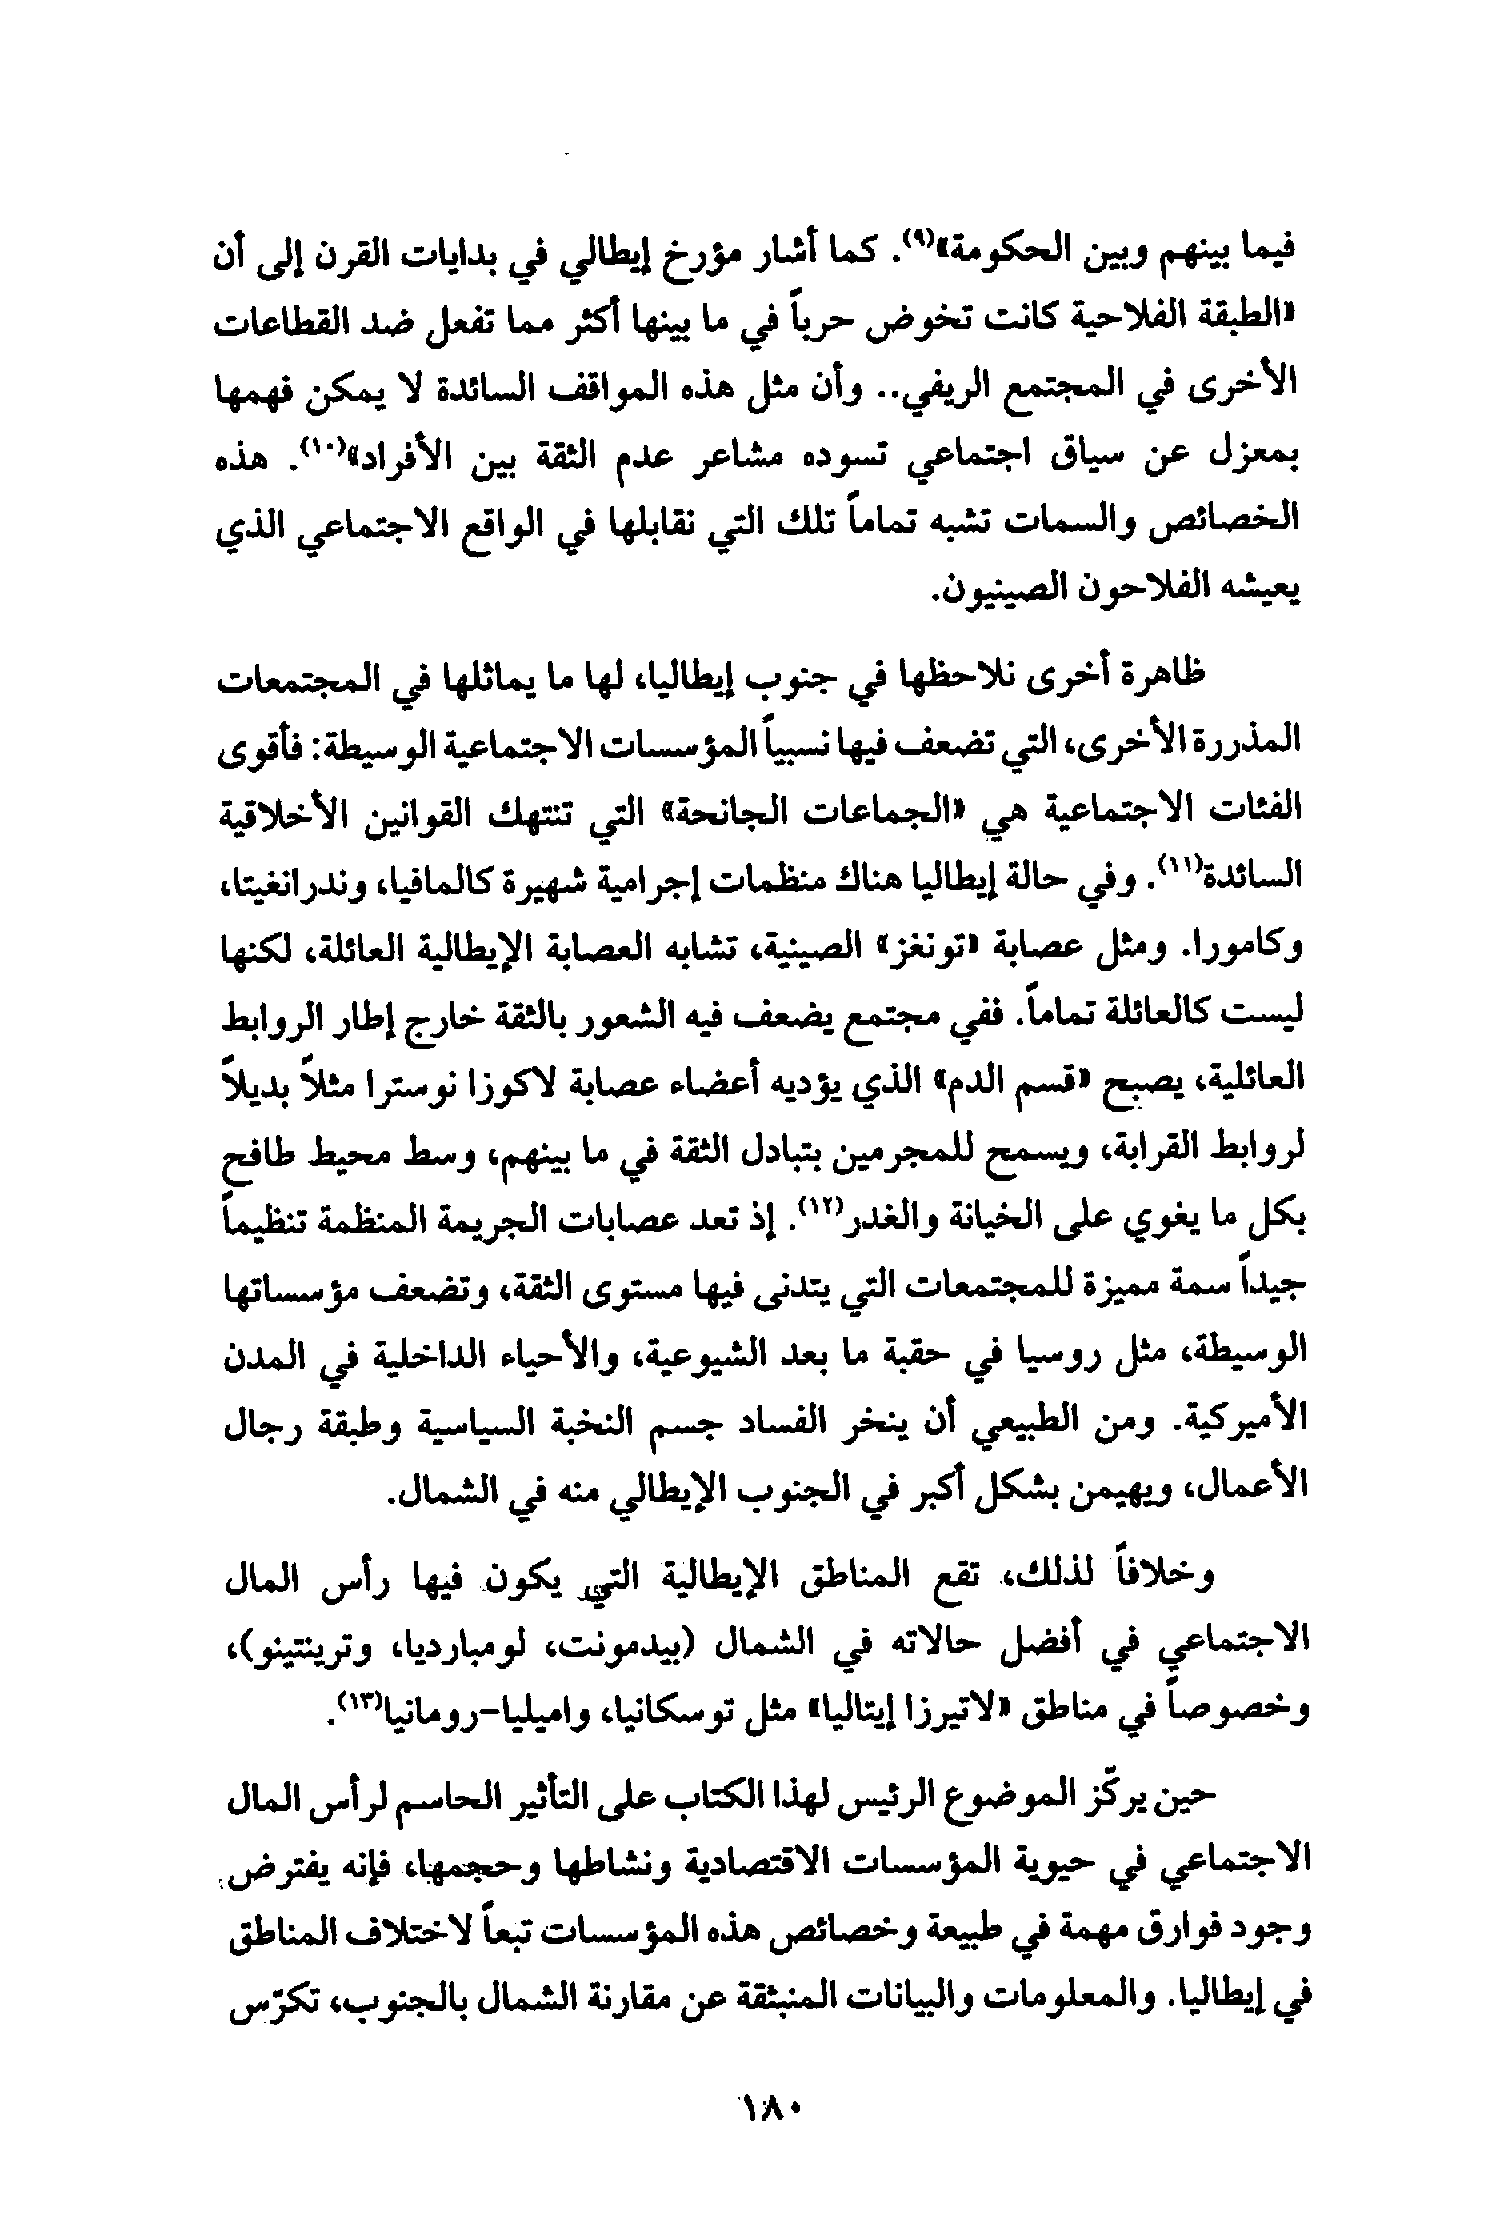 فيما بينهم وبين الحكومة»(٩). كما أشار مؤرخ إيطالي في بدايات القرن إلى أن
«الطبقة الفلاحية كانت تخوض حرباً في ما بينها أكثر مما تفعل ضد القطاعات
الأخرى في المجتمع الريفي.. وأن مثل هذه المواقف السائدة لا يمكن فهمها
بمعزل عن سياق اجتماعي تسوده مشاعر عدم الثقة بين الأفراد»(١٠). هذه
الخصائص والسمات تشبه تماماً تلك التي نقابلها في الواقع الاجتماعي الذي
يعيشه الفلاحون الصينيون.
ظاهرة أخرى نلاحظها في جنوب إيطاليا، لها ما يماثلها في المجتمعات
المذررة الأخرى، التي تضعف فيها نسبياً المؤسسات الاجتماعية الوسيطة: فأقوى
الفئات الاجتماعية هي «الجماعات الجانحة» التي تنتهك القوانين الأخلاقية
السائدة(١١). وفي حالة إيطاليا هناك منظمات إجرامية شهيرة كالمافيا، وندرانغيتا،
وكامورا. ومثل عصابة «تونغز» الصينية، تشابه العصابة الإيطالية العائلة، لكنها
ليست كالعائلة تماماً. ففي مجتمع يضعف فيه الشعور بالثقة خارج إطار الروابط
العائلية، يصبح «قسم الدم» الذي يؤديه أعضاء عصابة لاكوزا نوسترا مثلاً بديلاً
لروابط القرابة، ويسمح للمجرمين بتبادل الثقة في ما بينهم، وسط محيط طافح
بكل ما يغوي على الخيانة والغدر(١٢). إذ تعد عصابات الجريمة المنظمة تنظيماً
جيداً سمة مميزة للمجتمعات التي يتدنى فيها مستوى الثقة، وتضعف مؤسساتها
الوسيطة، مثل روسيا في حقبة ما بعد الشيوعية، والأحياء الداخلية في المدن
الأميركية. ومن الطبيعي أن ينخر الفساد جسم النخبة السياسية وطبقة رجال
الأعمال، ويهيمن بشكل أكبر في الجنوب الإيطالي منه في الشمال.
وخلافاً لذلك، تقع المناطق الإيطالية التي يكون فيها رأس المال
الاجتماعي في أفضل حالاته في الشمال (بيدمونت، لومبارديا، وترينتينو)،
وخصوصاً في مناطق «لاتيرزا إيتاليا» مثل توسكانيا، واميليا-رومانيا(١٣).
حين يركّز الموضوع الرئيس لهذا الكتاب على التأثير الحاسم لرأس المال
الاجتماعي في حيوية المؤسسات الاقتصادية ونشاطها وحجمها، فإنه يفترض
وجود فوارق مهمة في طبيعة وخصائص هذه المؤسسات تبعاً لاختلاف المناطق
في إيطاليا. والمعلومات والبيانات المنبثقة عن مقارنة الشمال بالجنوب، تكرّس
١٨٠